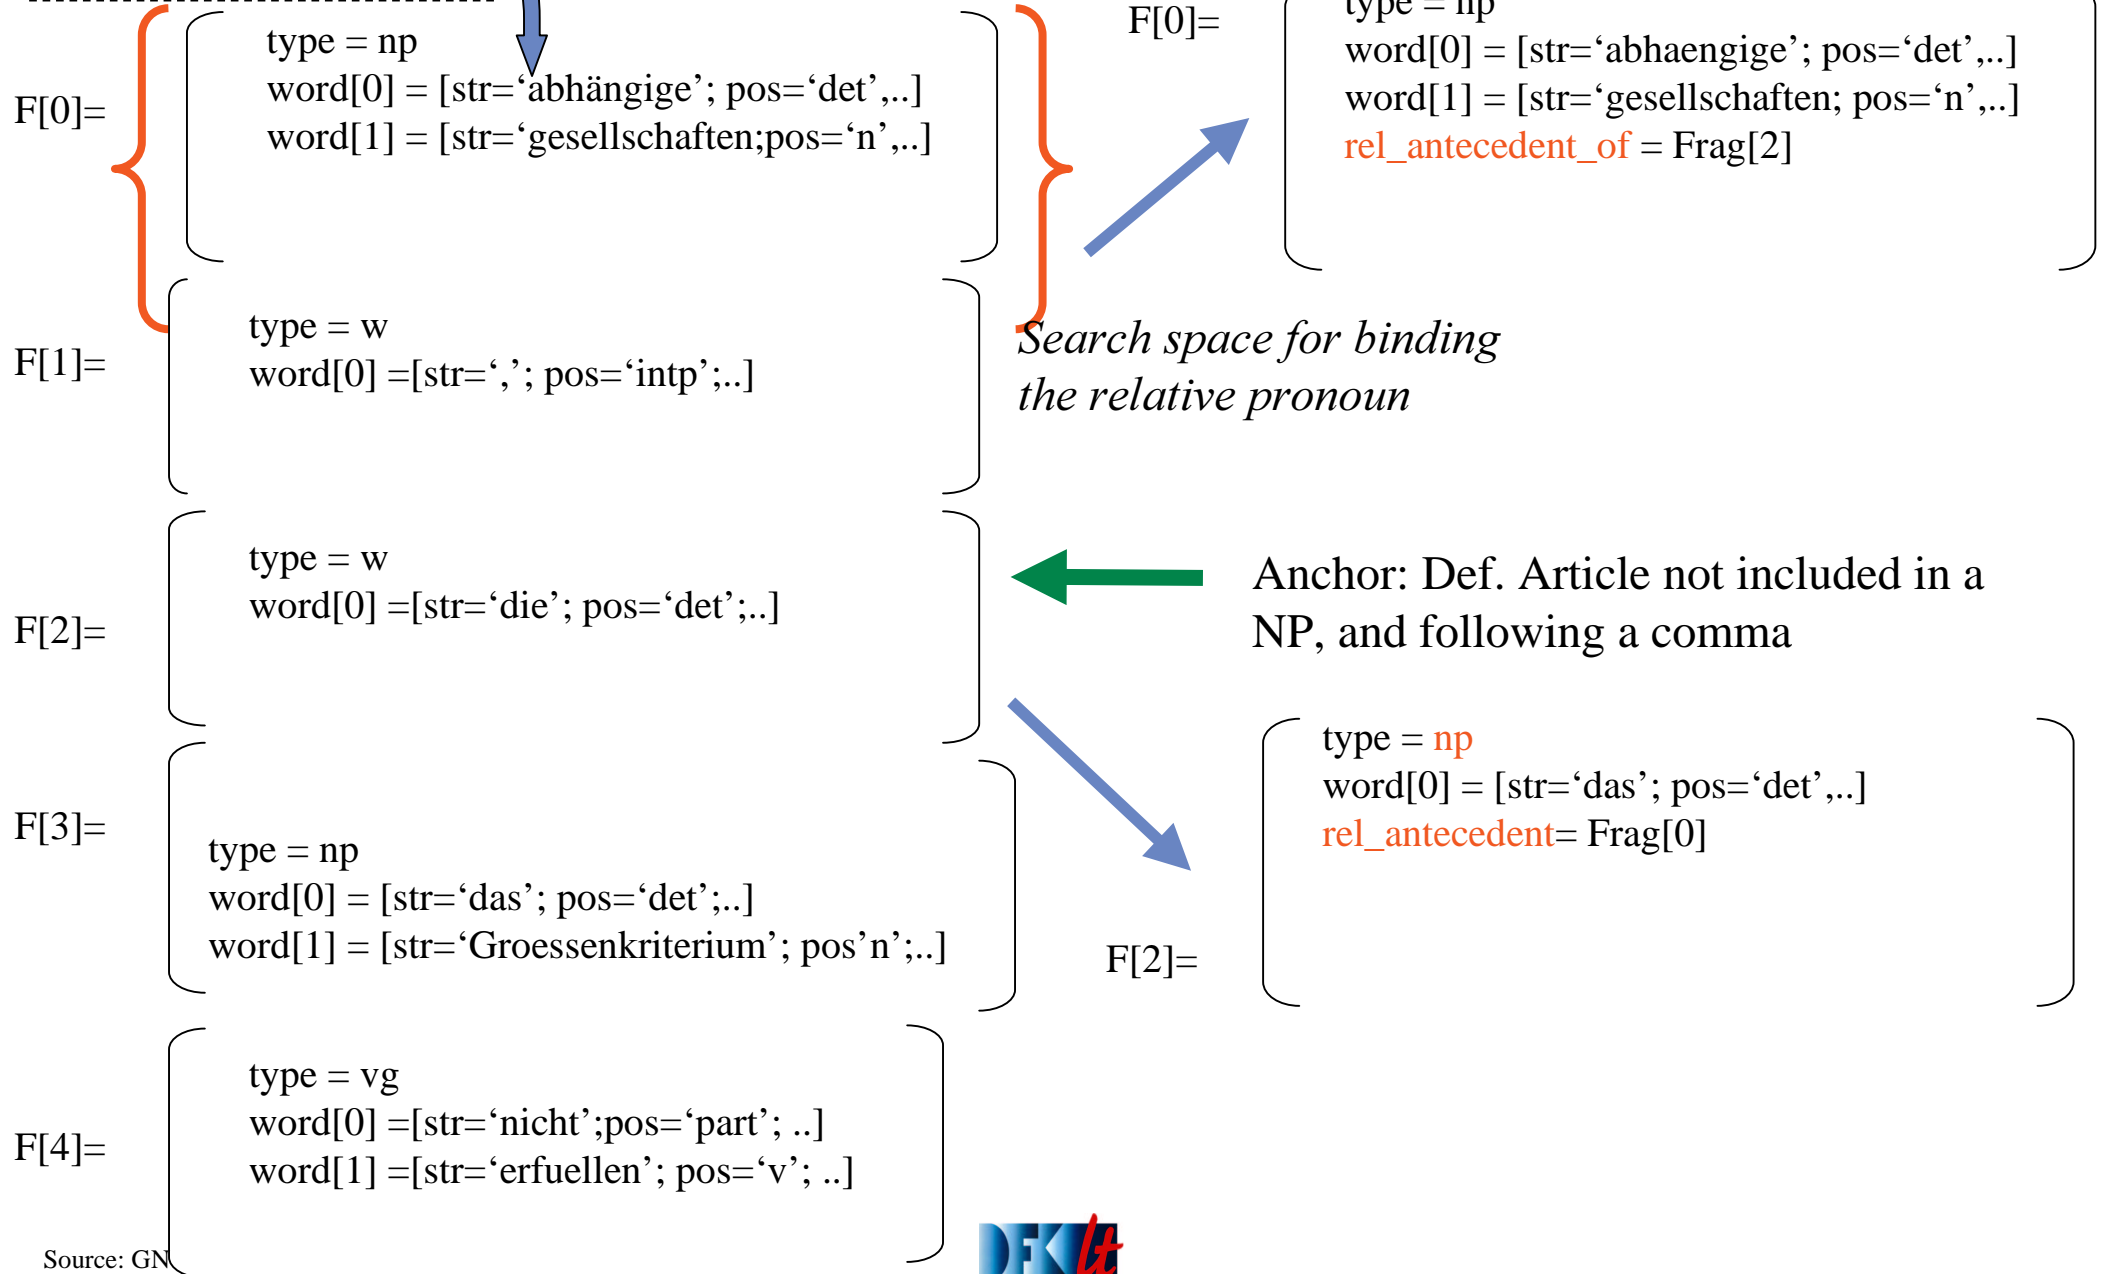 F[0]=
type = np
word[0] = [str=‘abhängige’; pos=‘det’,..]
word[1] = [str=‘gesellschaften;pos=‘n’,..]
F[0]=
type = np
word[0] = [str=‘abhaengige’; pos=‘det’,..]
word[1] = [str=‘gesellschaften; pos=‘n’,..]
rel_antecedent_of = Frag[2]
F[1]=
type = w
word[0] =[str=‘,’; pos=‘intp’;..]
Search space for binding
the relative pronoun
F[2]=
type = w
word[0] =[str=‘die’; pos=‘det’;..]
Anchor: Def. Article not included in a
NP, and following a comma
F[3]=
type = np
word[0] = [str=‘das’; pos=‘det’;..]
word[1] = [str=‘Groessenkriterium’; pos’n’;..]
F[2]=
type = np
word[0] = [str=‘das’; pos=‘det’,..]
rel_antecedent= Frag[0]
F[4]=
type = vg
word[0] =[str=‘nicht’;pos=‘part’; ..]
word[1] =[str=‘erfuellen’; pos=‘v’; ..]
Source: GN
DFKI lt